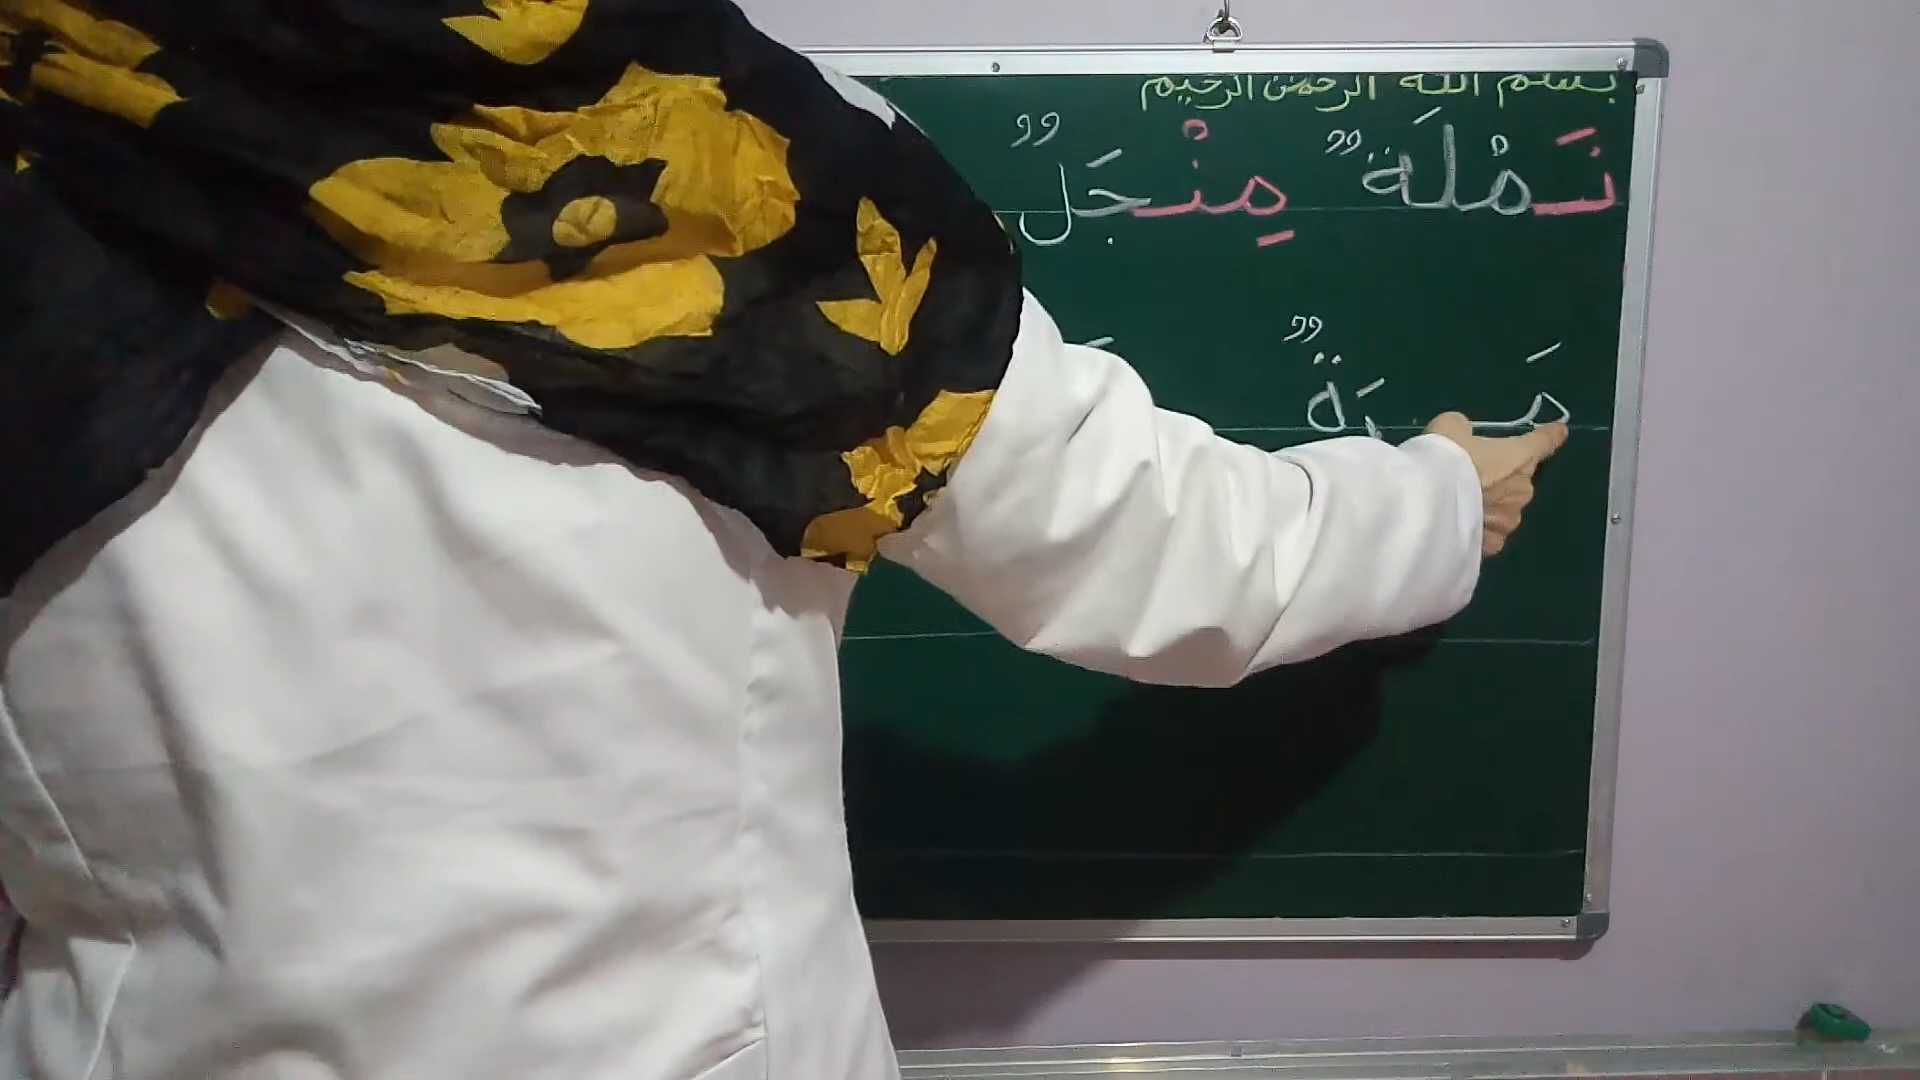 بسم الله الرحمن الرحيم
نَمْلَةٌ مِنْجَلٌ